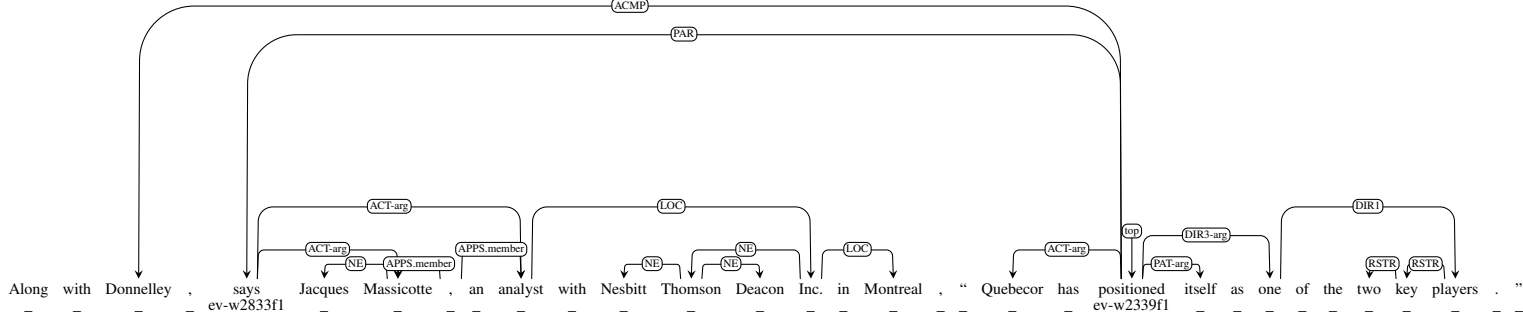 ACMP
PAR
ACT-arg LOC DIR1
top
DIR3-arg
ACT-arg APPS.member NE LOC ACT-arg
NE APPS.member NE NE PAT-arg RSTR RSTR
Along with Donnelley , says Jacques Massicotte , an analyst with Nesbitt Thomson Deacon Inc. in Montreal , “ Quebecor has positioned itself as one of the two key players . ”
_ _ _ _ ev-w2833f1 _ _ _ _ _ _ _ _ _ _ _ _ _ _ _ _ ev-w2339f1 _ _ _ _ _ _ _ _ _ _